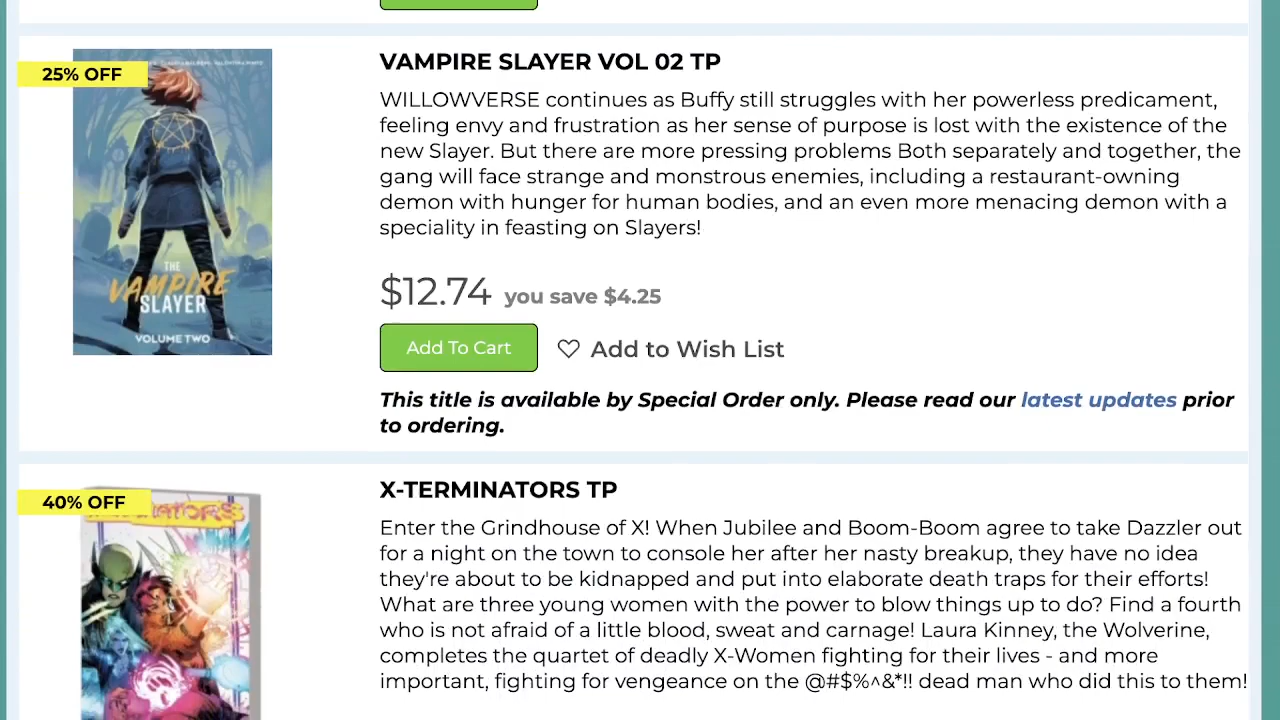 25% OFF
VAMPIRE SLAYER VOL 02 TP
WILLOWVERSE continues as Buffy still struggles with her powerless predicament,
feeling envy and frustration as her sense of purpose is lost with the existence of the
new Slayer. But there are more pressing problems Both separately and together, the
gang will face strange and monstrous enemies, including a restaurant-owning
demon with hunger for human bodies, and an even more menacing demon with a
speciality in feasting on Slayers!
THE
VAMPIRE
SLAYER
VOLUME TWO
$12.74 you save $4.25
Add To Cart
Add to Wish List
This title is available by Special Order only. Please read our latest updates prior
to ordering.
40% OFF
X-TERMINATORS TP
Enter the Grindhouse of X! When Jubilee and Boom-Boom agree to take Dazzler out
for a night on the town to console her after her nasty breakup, they have no idea
they're about to be kidnapped and put into elaborate death traps for their efforts!
What are three young women with the power to blow things up to do? Find a fourth
who is not afraid of a little blood, sweat and carnage! Laura Kinney, the Wolverine,
completes the quartet of deadly X-Women fighting for their lives - and more
important, fighting for vengeance on the @#$%^&*!! dead man who did this to them!